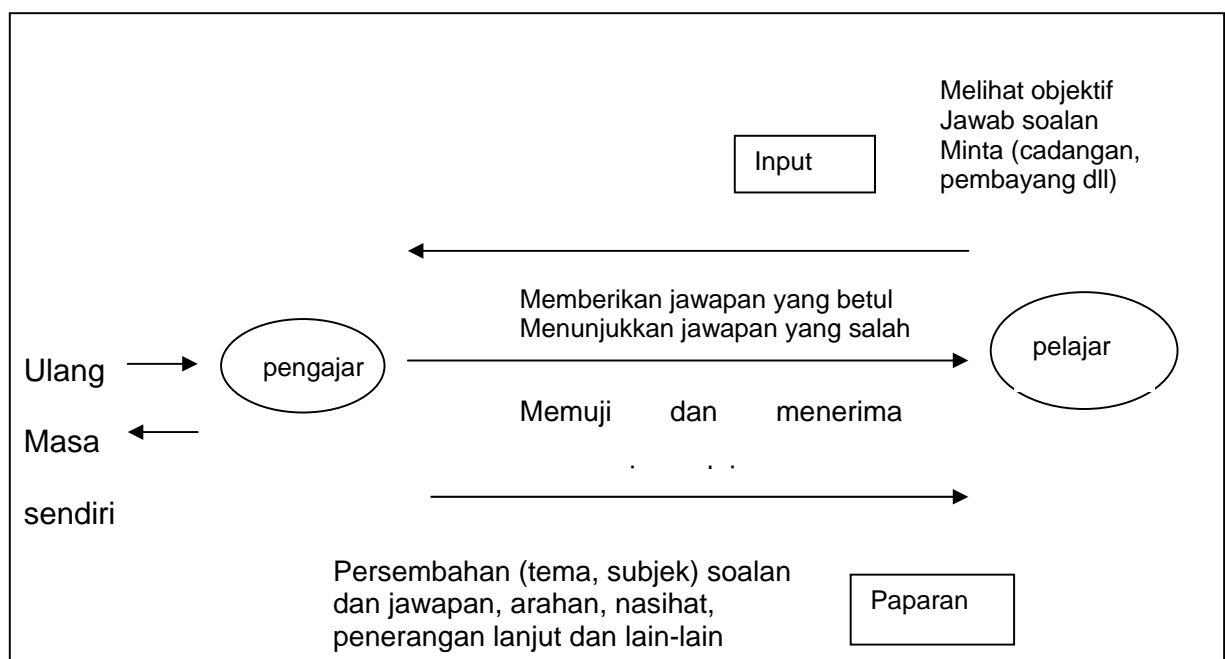 Melihat objektif
Jawab soalan
Minta (cadangan,
pembayang dll)
Input
Memberikan jawapan yang betul
Menunjukkan jawapan yang salah
pengajar
pelajar
Ulang
Masa
sendiri
Memuji dan menerima
Persembahan (tema, subjek) soalan
dan jawapan, arahan, nasihat,
penerangan lanjut dan lain-lain
Paparan